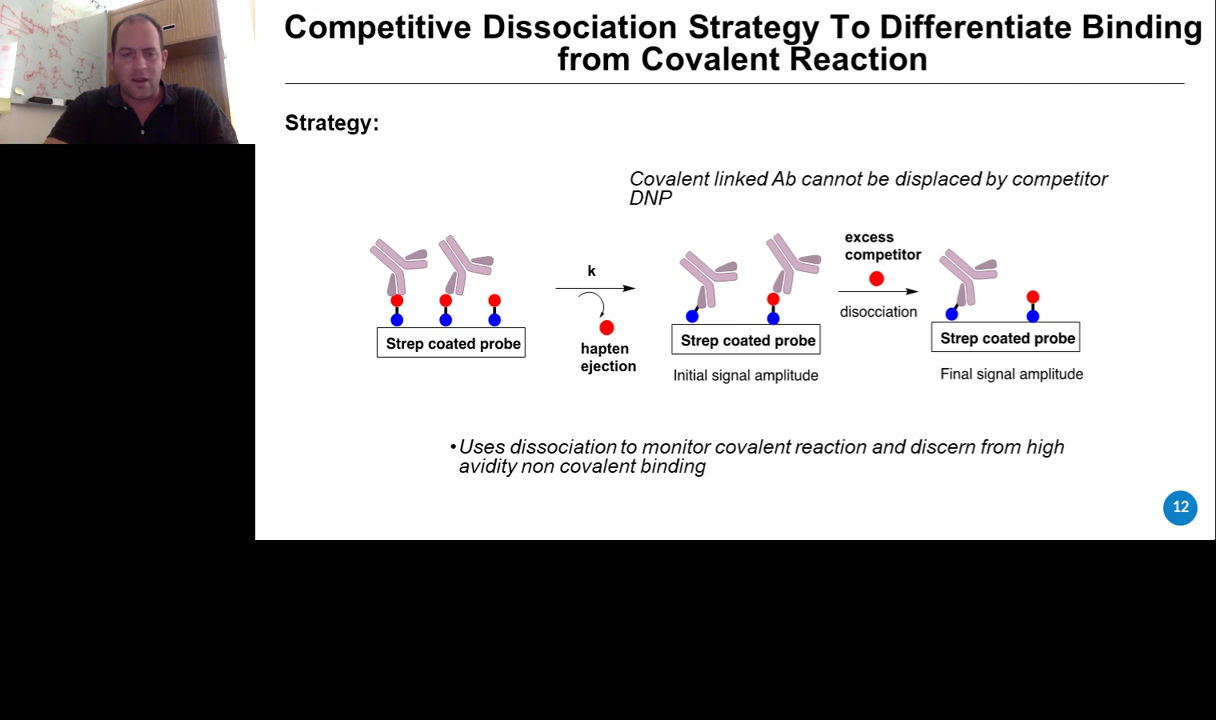 Competitive Dissociation Strategy To Differentiate Binding
from Covalent Reaction
Strategy:
Covalent linked Ab cannot be displaced by competitor
DNP
k
hapten
ejection
excess
competitor
disocciation
Strep coated probe
Strep coated probe
Strep coated probe
Initial signal amplitude
Final signal amplitude
•Uses dissociation to monitor covalent reaction and discern from high
avidity non covalent binding
12